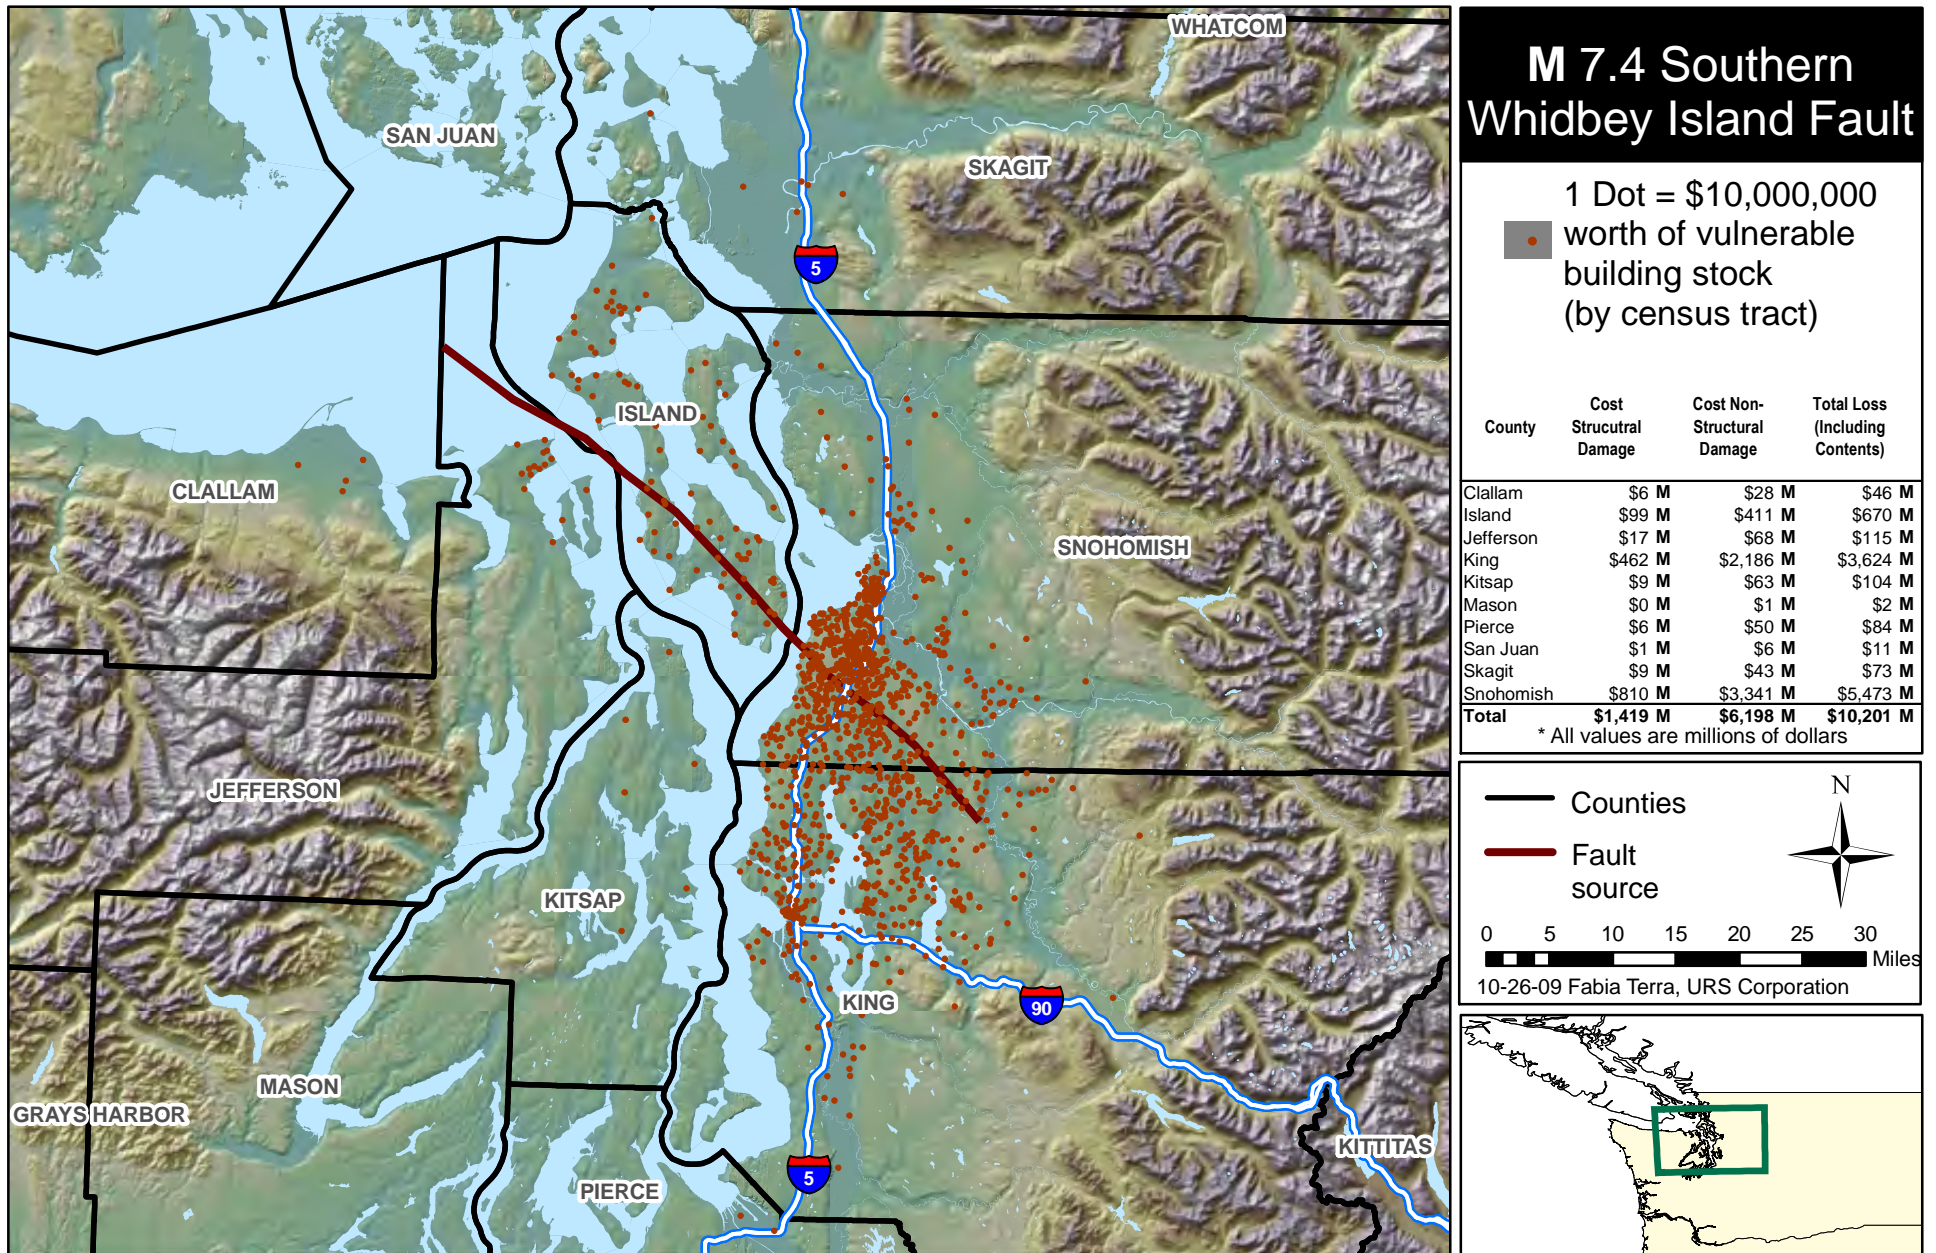 WHATCOM
SAN JUAN
SKAGIT
5
ISLAND
CLALLAM
SNOHOMISH
JEFFERSON
KITSAP
KING
90
MASON
GRAYS HARBOR
KITTITAS
PIERCE
5
M 7.4 Southern
Whidbey Island Fault
1 Dot = $10,000,000
worth of vulnerable
building stock
(by census tract)
County Cost Strucutral Damage Cost Non-Structural Damage Total Loss (Including Contents)
Clallam $6 M $28 M $46 M
Island $99 M $411 M $670 M
Jefferson $17 M $68 M $115 M
King $462 M $2,186 M $3,624 M
Kitsap $9 M $63 M $104 M
Mason $0 M $1 M $2 M
Pierce $6 M $50 M $84 M
San Juan $1 M $6 M $11 M
Skagit $9 M $43 M $73 M
Snohomish $810 M $3,341 M $5,473 M
Total $1,419 M $6,198 M $10,201 M
* All values are millions of dollars
N
Counties
Fault
source
0 5 10 15 20 25 30
Miles
10-26-09 Fabia Terra, URS Corporation